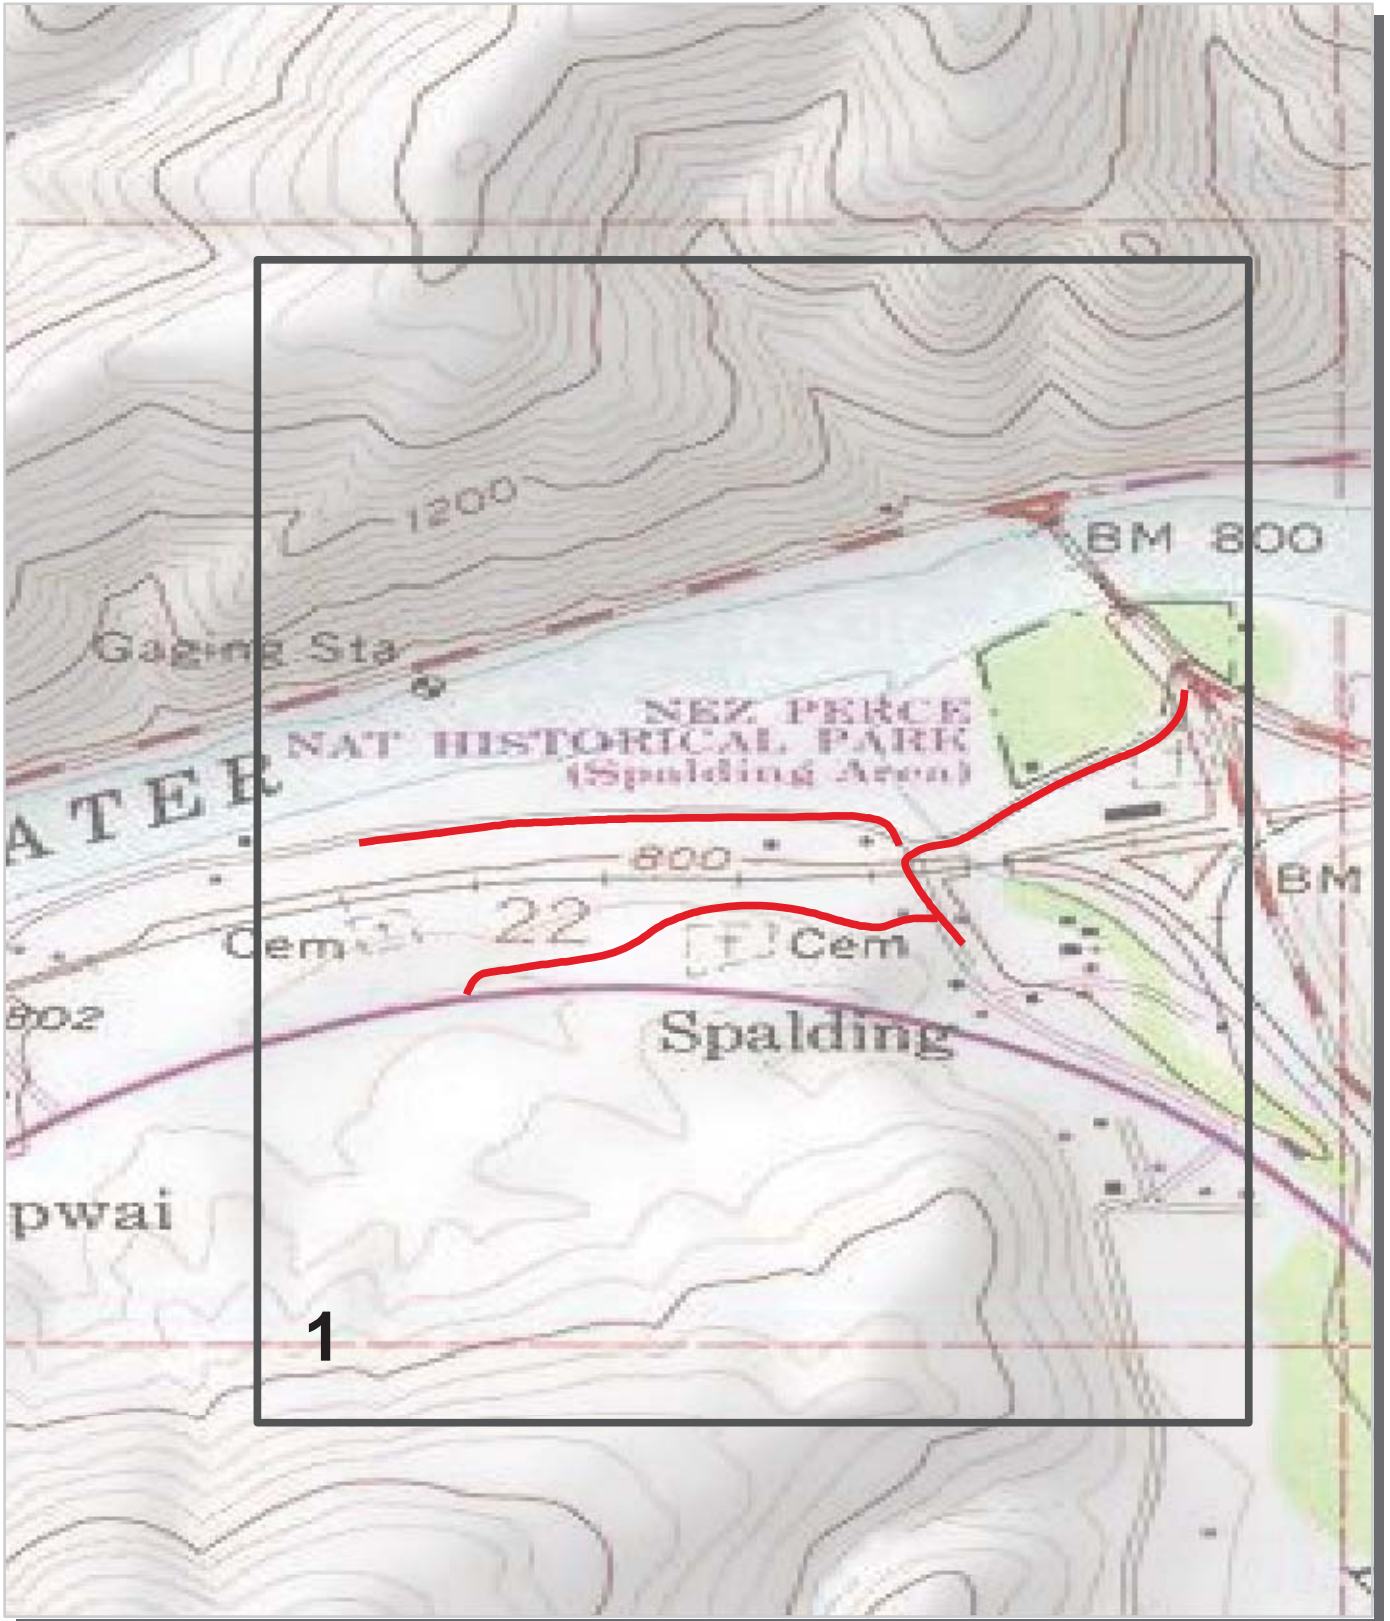 1200
BM 800
Gaging Sta
NEZ PERCE
NAT HISTORICAL PARK
(Spalding Area)
ATER
800
BM
22
Cem
Cem
802
Spalding
pwai
1